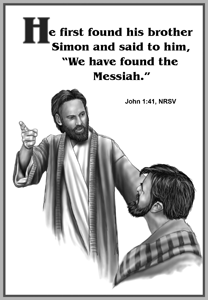 He first found his brother
Simon and said to him,
“We have found the
Messiah.”
John 1:41, NRSV